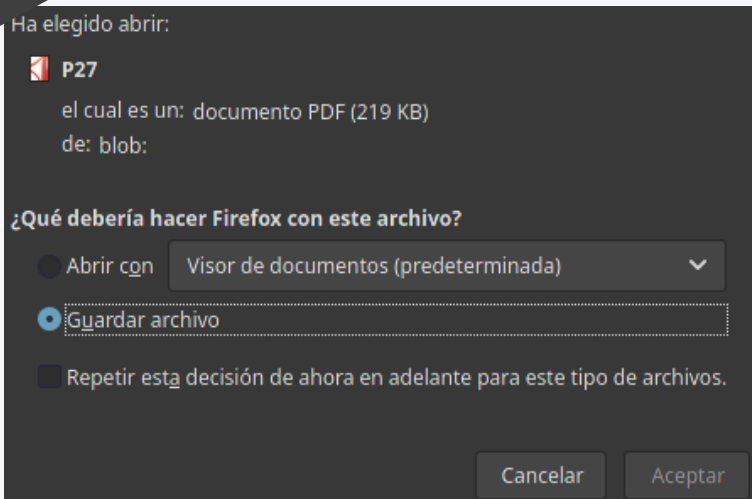 Ha elegido abrir:
P27
el cual es un: documento PDF (219 KB)
de: blob:
¿Qué debería hacer Firefox con este archivo?
Abrir con Visor de documentos (predeterminada)
Guardar archivo
Repetir esta decisión de ahora en adelante para este tipo de archivos.
Cancelar Aceptar